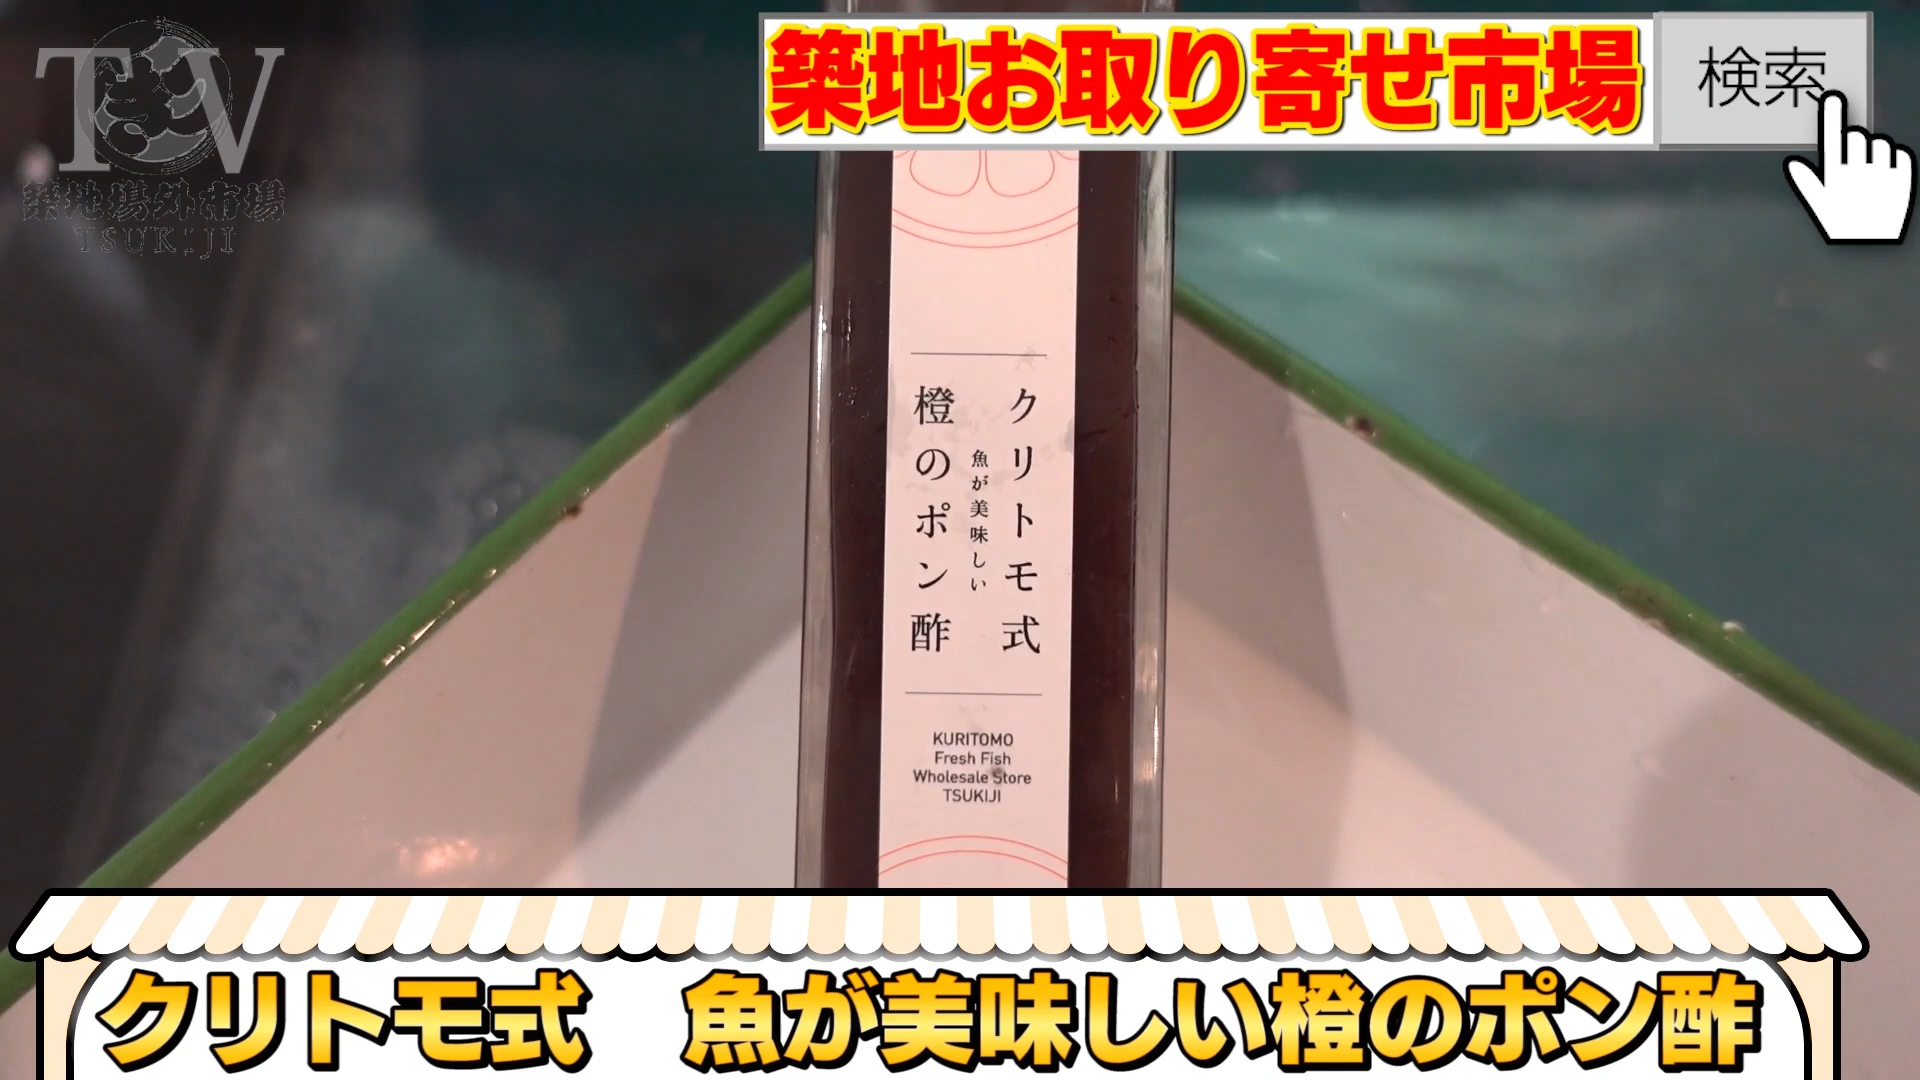 TV
築地場外市場
TSUKIJI
築地お取り寄せ市場
検索
クリトモ式
魚が美味しい
橙のポン酢
KURITOMO
Fresh Fish
Wholesale Store
TSUKIJI
クリトモ式　魚が美味しい橙のポン酢